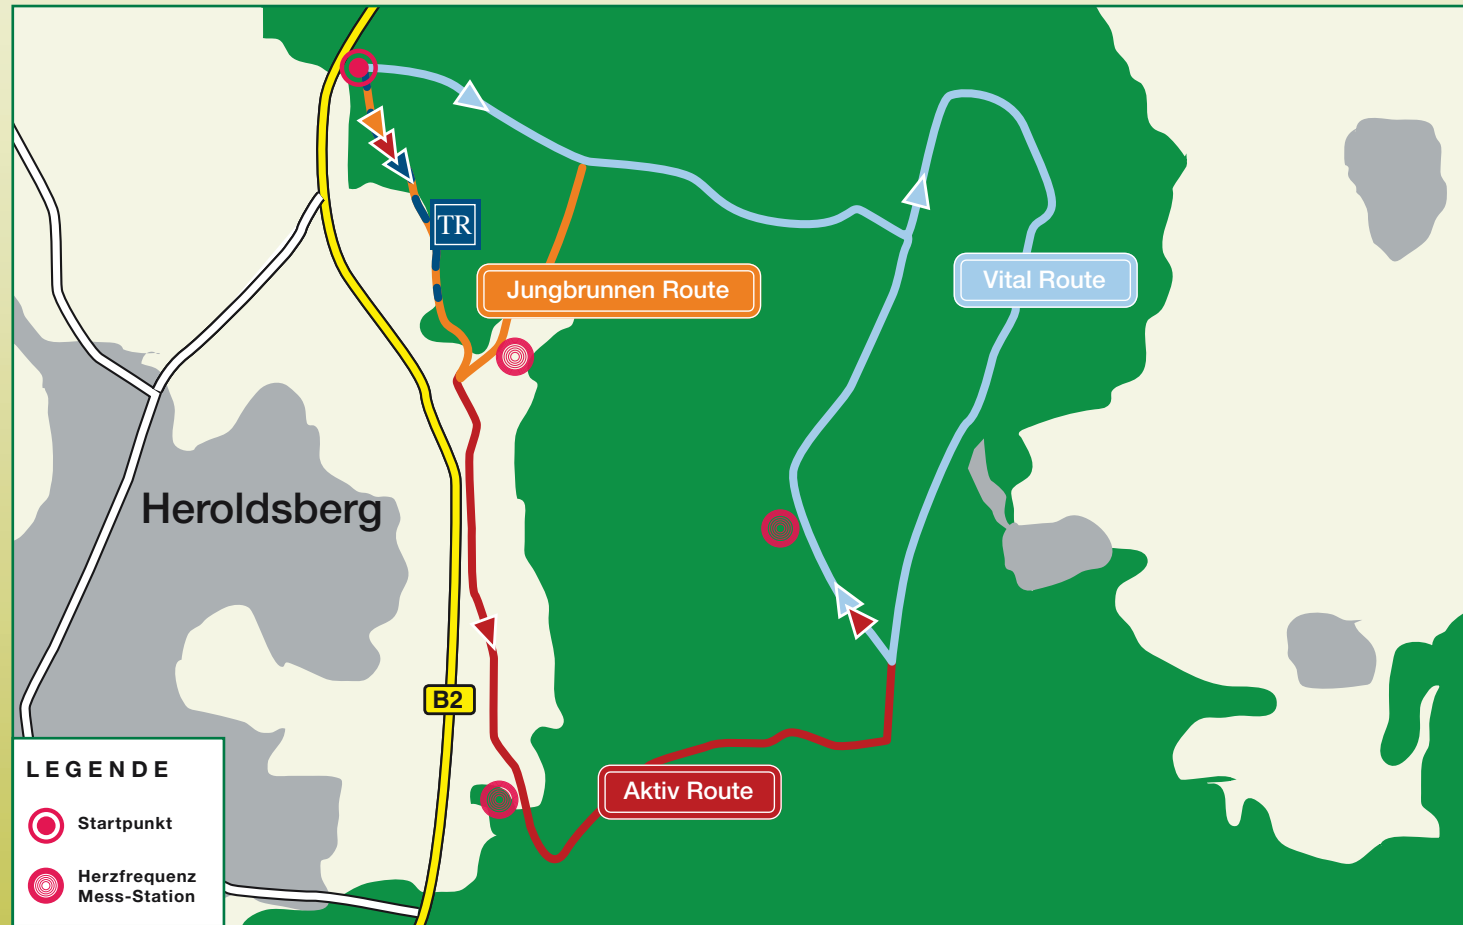 TR
Jungbrunnen Route
Vital Route
Heroldsberg
B2
Aktiv Route
LEGENDE
Startpunkt
Herzfrequenz
Mess-Station